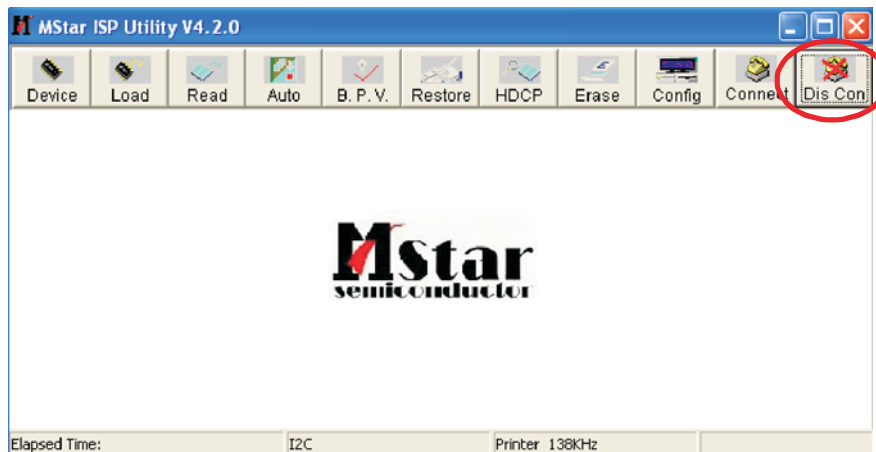 MStar ISP Utility V4.2.0
Device Load Read Auto B. P. V. Restore HDCP Erase Config Connect Dis Con
Mstar
semiconductor
Elapsed Time: I2C Printer 138KHz